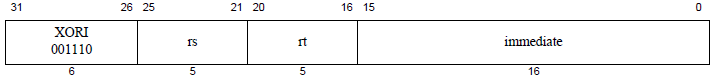 31 26 25 21 20 16 15 0
XORI
001110 rs rt immediate
6 5 5 16